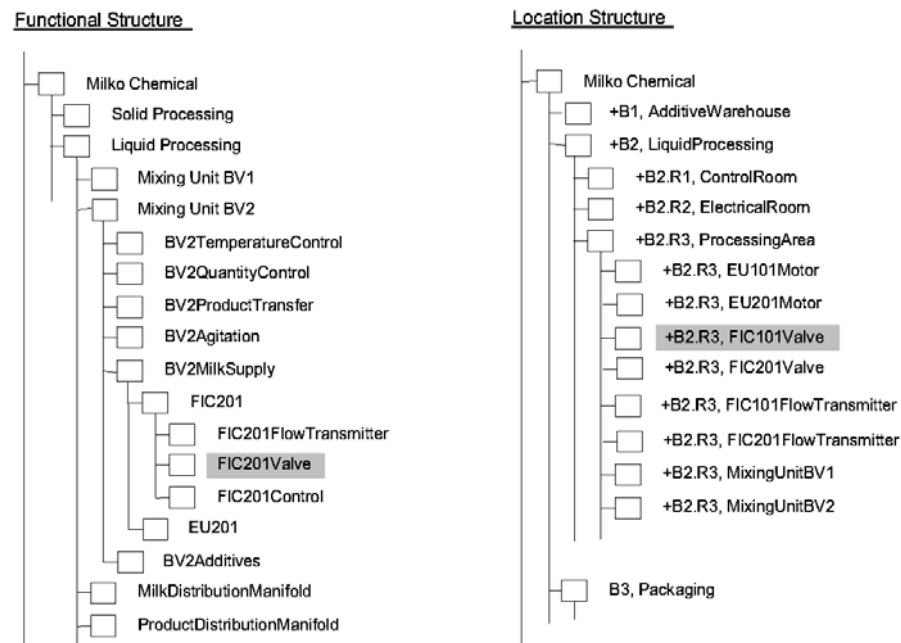 Functional Structure
Milko Chemical
Solid Processing
Liquid Processing
Mixing Unit BV1
Mixing Unit BV2
BV2TemperatureControl
BV2QuantityControl
BV2ProductTransfer
BV2Agitation
BV2MilkSupply
FIC201
FIC201FlowTransmitter
FIC201Valve
FIC201Control
EU201
BV2Additives
MilkDistributionManifold
ProductDistributionManifold
Location Structure
Milko Chemical
+B1, AdditiveWarehouse
+B2, LiquidProcessing
+B2.R1, ControlRoom
+B2.R2, ElectricalRoom
+B2.R3, ProcessingArea
+B2.R3, EU101Motor
+B2.R3, EU201Motor
+B2.R3, FIC101Valve
+B2.R3, FIC201Valve
+B2.R3, FIC101FlowTransmitter
+B2.R3, FIC201FlowTransmitter
+B2.R3, MixingUnitBV1
+B2.R3, MixingUnitBV2
B3, Packaging